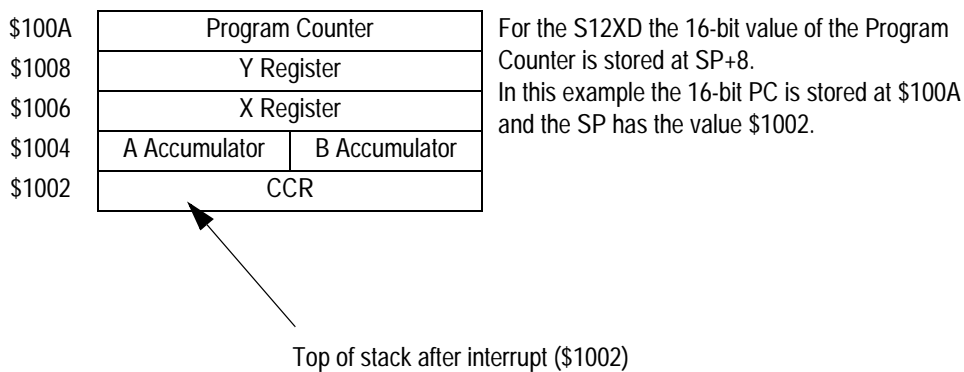 $100A Program Counter
$1008 Y Register
$1006 X Register
$1004 A Accumulator B Accumulator
$1002 CCR
For the S12XD the 16-bit value of the Program
Counter is stored at SP+8.
In this example the 16-bit PC is stored at $100A
and the SP has the value $1002.
Top of stack after interrupt ($1002)